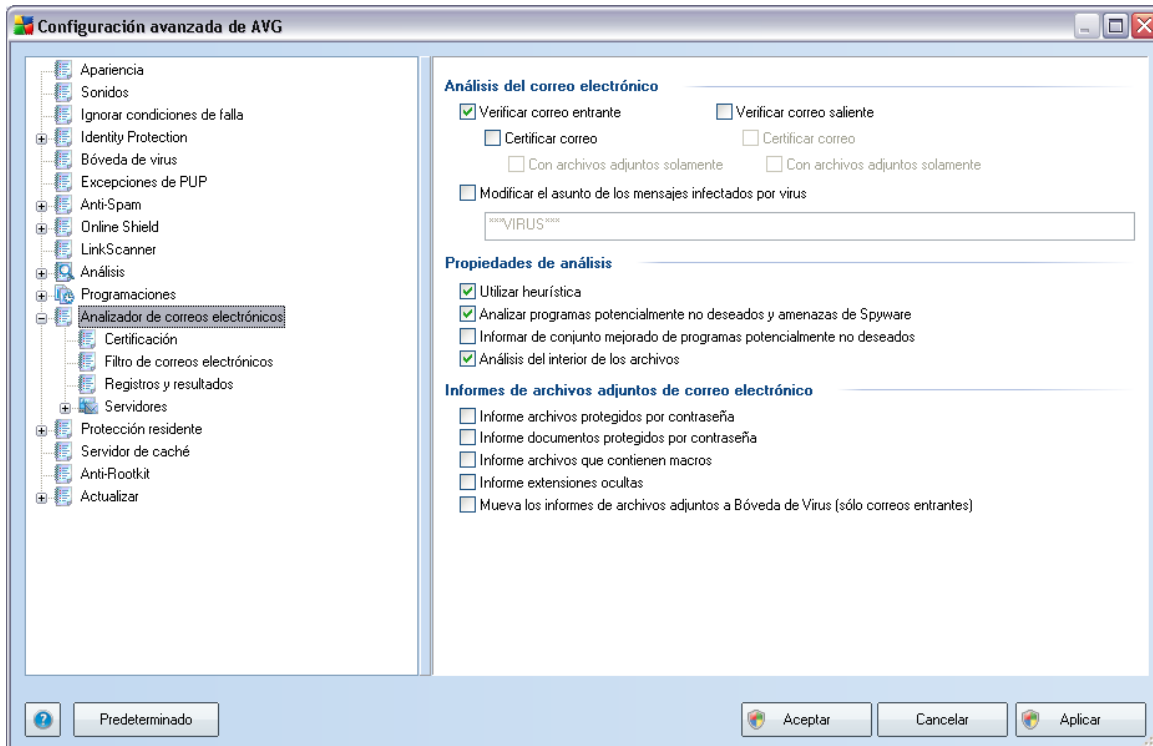 Configuración avanzada de AVG
Apariencia
Sonidos
Ignorar condiciones de falla
Identity Protection
Bóveda de virus
Excepciones de PUP
Anti-Spam
Online Shield
LinkScanner
Análisis
Programaciones
Analizador de correos electrónicos
Certificación
Filtro de correos electrónicos
Registros y resultados
Servidores
Protección residente
Servidor de caché
Anti-Rootkit
Actualizar
Análisis del correo electrónico
Verificar correo entrante Verificar correo saliente
Certificar correo Certificar correo
Con archivos adjuntos solamente Con archivos adjuntos solamente
Modificar el asunto de los mensajes infectados por virus
***VIRUS***
Propiedades de análisis
Utilizar heurística
Analizar programas potencialmente no deseados y amenazas de Spyware
Informar de conjunto mejorado de programas potencialmente no deseados
Análisis del interior de los archivos
Informes de archivos adjuntos de correo electrónico
Informe archivos protegidos por contraseña
Informe documentos protegidos por contraseña
Informe archivos que contienen macros
Informe extensiones ocultas
Mueva los informes de archivos adjuntos a Bóveda de Virus (sólo correos entrantes)
? Predeterminado Aceptar Cancelar Aplicar